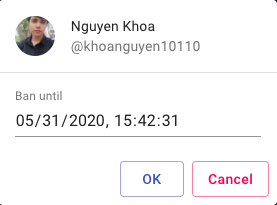 Nguyen Khoa
@khoanguyen10110
Ban until
05/31/2020, 15:42:31
OK
Cancel